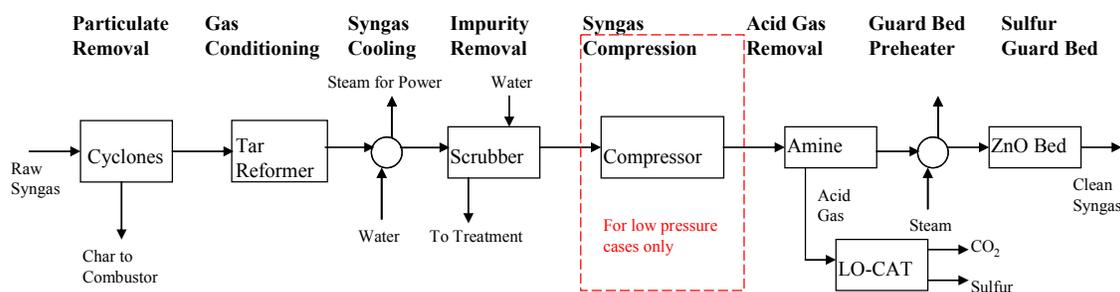 Particulate
Removal
Gas
Conditioning
Syngas
Cooling
Impurity
Removal
Syngas
Compression
Acid Gas
Removal
Guard Bed
Preheater
Sulfur
Guard Bed
Steam for Power
Water
Cyclones
Tar
Reformer
Scrubber
Compressor
Amine
ZnO Bed
Raw
Syngas
Clean
Syngas
Char to
Combustor
Water
To Treatment
For low pressure
cases only
Acid
Gas
Steam
LO-CAT
CO2
Sulfur